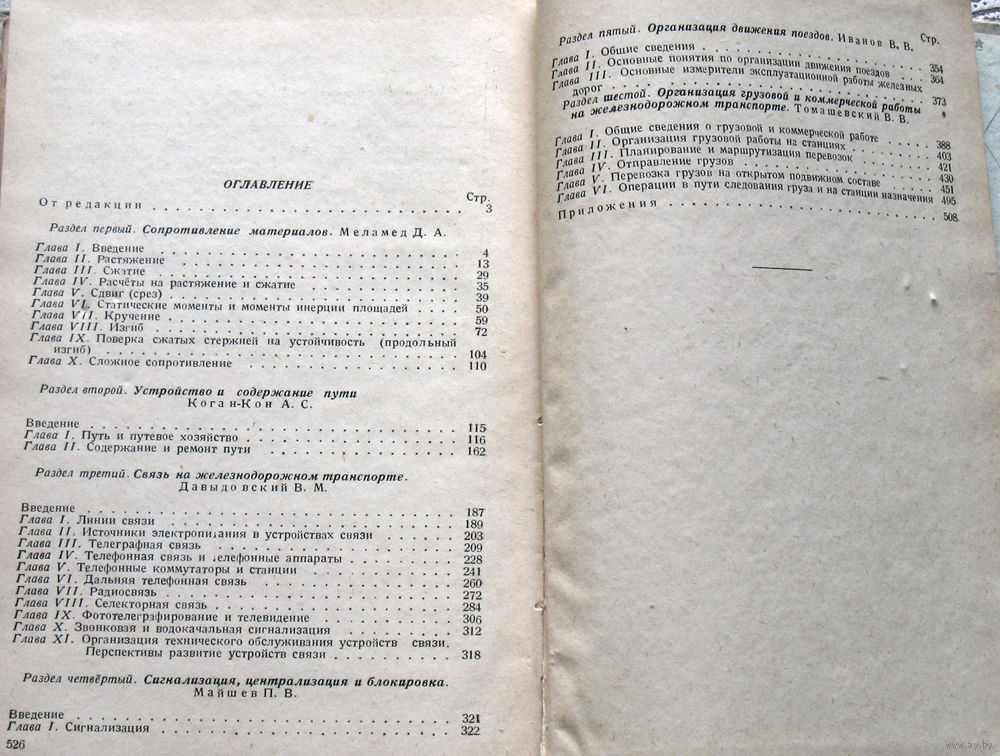 ОГЛАВЛЕНИЕ
Стр.
От редакции . . . 3
Раздел первый. Сопротивление материалов. Меламед Д. А.
Глава I. Введение . . . 4
Глава II. Растяжение . . . 13
Глава III. Сжатие . . . 29
Глава IV. Расчёты на растяжение и сжатие . . . 35
Глава V. Сдвиг (срез) . . . 39
Глава VI. Статические моменты и моменты инерции площадей . . . 50
Глава VII. Кручение . . . 59
Глава VIII. Изгиб . . . 72
Глава IX. Поверка сжатых стержней на устойчивость (продольный
изгиб) . . . 104
Глава X. Сложное сопротивление . . . 110
Раздел второй. Устройство и содержание пути
Коган-Кон А. С.
Введение . . . 115
Глава I. Путь и путевое хозяйство . . . 116
Глава II. Содержание и ремонт пути . . . 162
Раздел третий. Связь на железнодорожном транспорте.
Давыдовский В. М.
Введение . . . 187
Глава I. Линии связи . . . 189
Глава II. Источники электропитания в устройствах связи . . . 203
Глава III. Телеграфная связь . . . 209
Глава IV. Телефонная связь и телефонные аппараты . . . 228
Глава V. Телефонные коммутаторы и станции . . . 241
Глава VI. Дальняя телефонная связь . . . 260
Глава VII. Радиосвязь . . . 272
Глава VIII. Селекторная связь . . . 284
Глава IX. Фототелеграфирование и телевидение . . . 306
Глава X. Звонковая и водокачальная сигнализация . . . 312
Глава XI. Организация технического обслуживания устройств связи.
Перспективы развитие устройств связи . . . 318
Раздел четвёртый. Сигнализация, централизация и блокировка.
Майшев П. В.
Введение . . . 321
Глава I. Сигнализация . . . 322
526
Раздел пятый. Организация движения поездов. Иванов В. В.
Стр.
Глава I. Общие сведения . . . 354
Глава II. Основные понятия по организации движения поездов . . . 364
Глава III. Основные измерители эксплуатационной работы железных
дорог . . . 373
Раздел шестой. Организация грузовой и коммерческой работы
на железнодорожном транспорте. Томашевский В. В.
Глава I. Общие сведения о грузовой и коммерческой работе . . . 388
Глава II. Организация грузовой работы на станциях . . . 403
Глава III. Планирование и маршрутизация перевозок . . . 421
Глава IV. Отправление грузов . . . 430
Глава V. Перевозка грузов на открытом подвижном составе . . . 451
Глава VI. Операции в пути следования груза и на станции назначения 495
Приложения . . . 508
www.ay.by